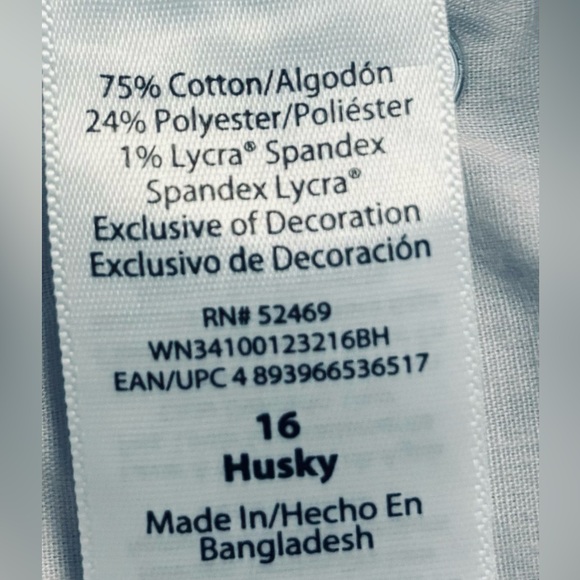 75% Cotton/Algodón
24% Polyester/Poliéster
1% Lycra® Spandex
Spandex Lycra®
Exclusive of Decoration
Exclusivo de Decoración
RN# 52469
WN34100123216BH
EAN/UPC 4 893966536517
16
Husky
Made In/Hecho En
Bangladesh